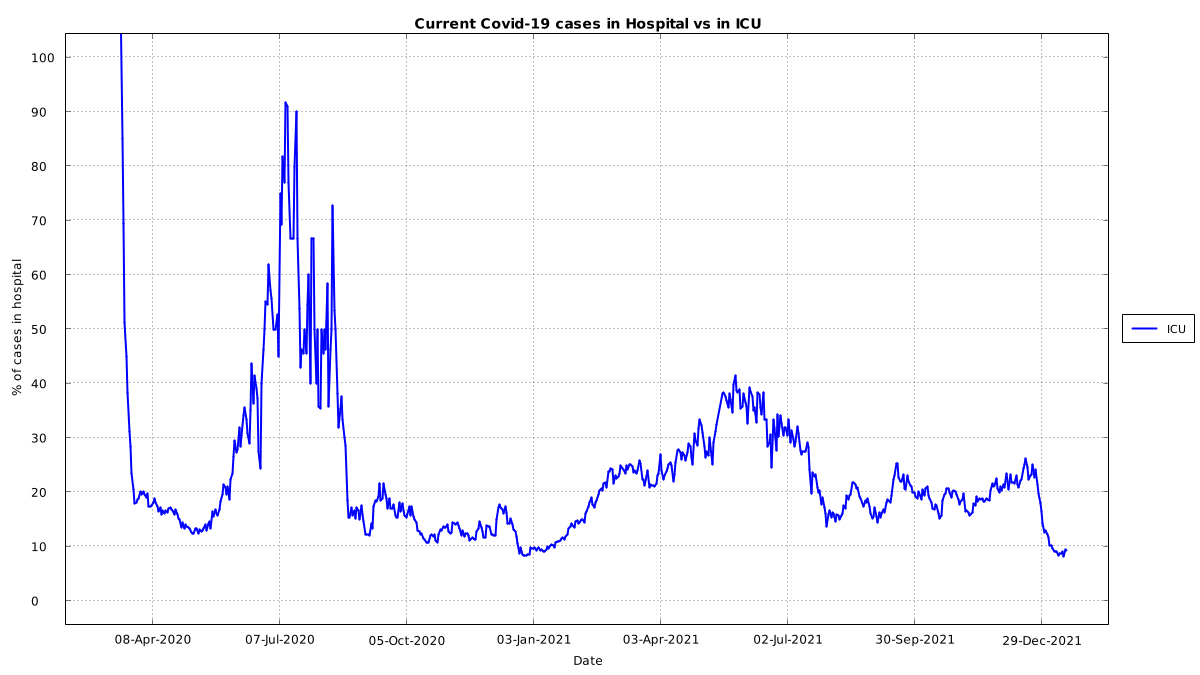 Current Covid-19 cases in Hospital vs in ICU
100
90
80
70
60
50
40
30
20
10
0
% of cases in hospital
08-Apr-2020
07-Jul-2020
05-Oct-2020
03-Jan-2021
03-Apr-2021
02-Jul-2021
30-Sep-2021
29-Dec-2021
Date
ICU